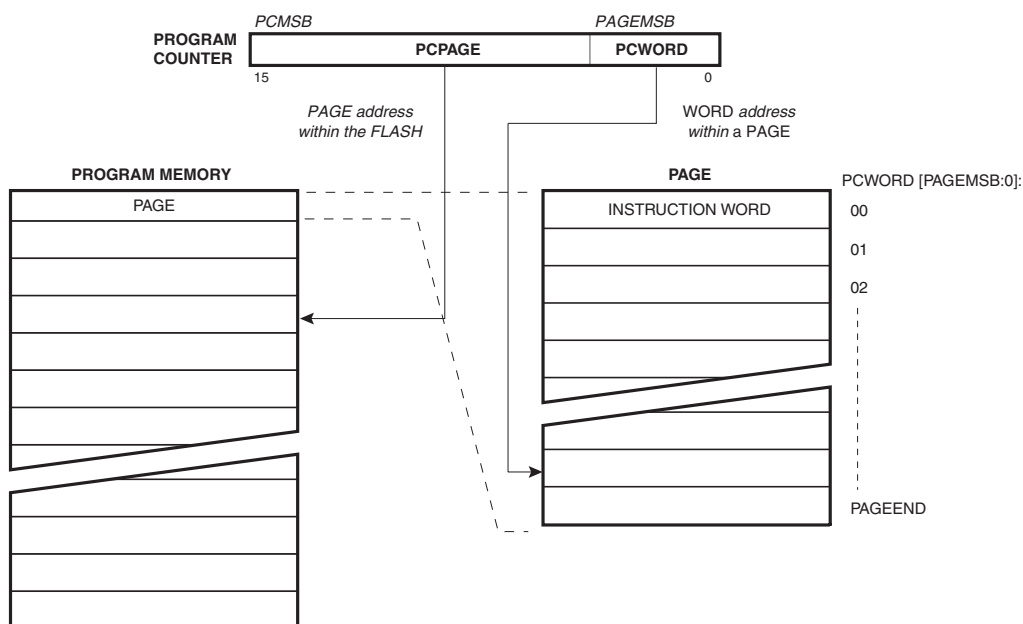 PCMSB
PAGEMSB
PROGRAM
COUNTER
PCPAGE
PCWORD
15
0
PAGE address
within the FLASH
WORD address
within a PAGE
PROGRAM MEMORY
PAGE
PAGE
PCWORD [PAGEMSB:0]:
INSTRUCTION WORD
00
01
02
PAGEEND